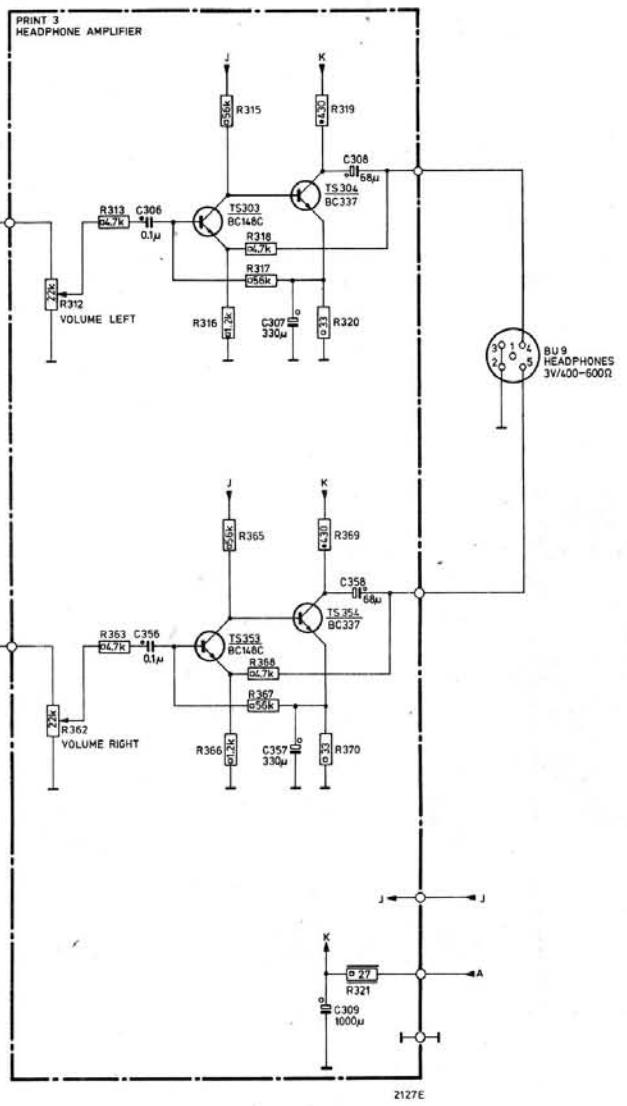 PRINT 3
HEADPHONE AMPLIFIER
J
K
56k
R315
430
R319
C308
68μ
TS304
BC337
R313
4.7k
C306
0.1μ
TS303
BC148C
R318
4.7k
R317
56k
22k
R312
VOLUME LEFT
R316
1.2k
C307
330μ
33
R320
3
1
4
2
5
BU9
HEADPHONES
3V/400-600Ω
J
K
56k
R365
430
R369
C358
68μ
TS354
BC337
R363
4.7k
C356
0.1μ
TS353
BC148C
R368
4.7k
R367
56k
22k
R362
VOLUME RIGHT
R366
1.2k
C357
330μ
33
R370
J
J
K
27
R321
A
C309
1000μ
2127E